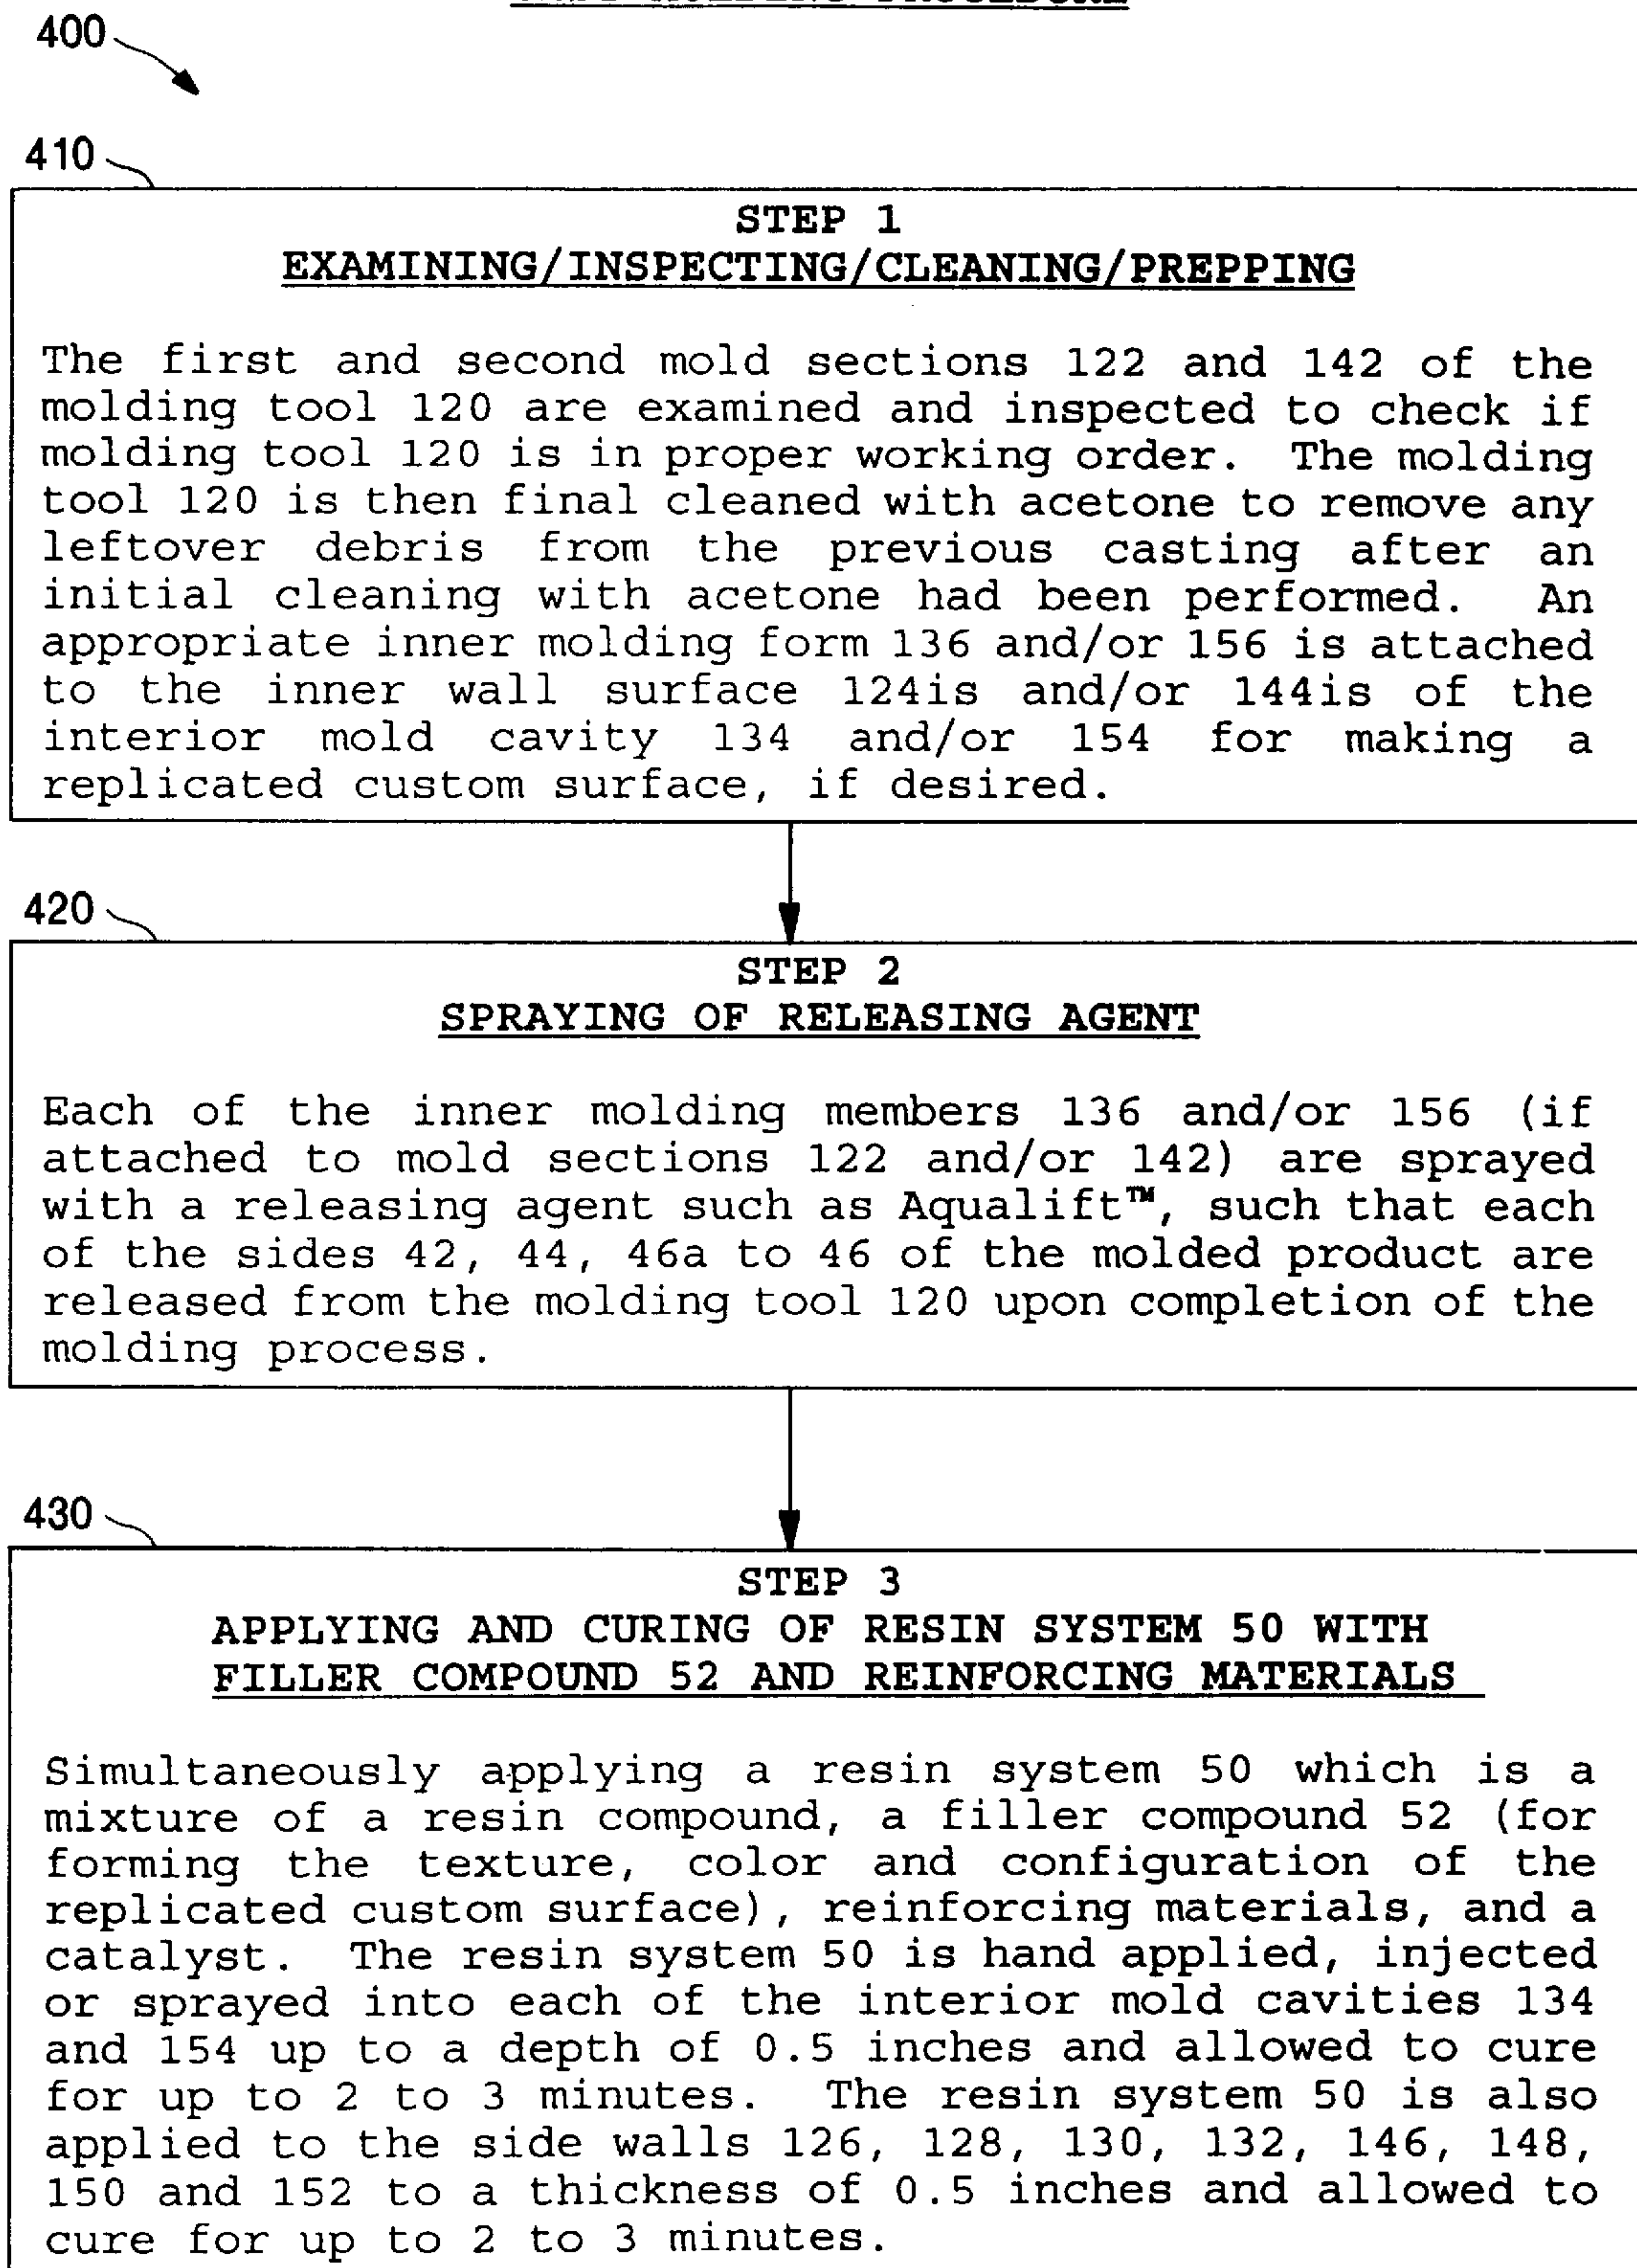 400
410
STEP 1
EXAMINING/INSPECTING/CLEANING/PREPPING
The first and second mold sections 122 and 142 of the
molding tool 120 are examined and inspected to check if
molding tool 120 is in proper working order. The molding
tool 120 is then final cleaned with acetone to remove any
leftover debris from the previous casting after an
initial cleaning with acetone had been performed. An
appropriate inner molding form 136 and/or 156 is attached
to the inner wall surface 124is and/or 144is of the
interior mold cavity 134 and/or 154 for making a
replicated custom surface, if desired.
420
STEP 2
SPRAYING OF RELEASING AGENT
Each of the inner molding members 136 and/or 156 (if
attached to mold sections 122 and/or 142) are sprayed
with a releasing agent such as Aqualift™, such that each
of the sides 42, 44, 46a to 46 of the molded product are
released from the molding tool 120 upon completion of the
molding process.
430
STEP 3
APPLYING AND CURING OF RESIN SYSTEM 50 WITH
FILLER COMPOUND 52 AND REINFORCING MATERIALS
Simultaneously applying a resin system 50 which is a
mixture of a resin compound, a filler compound 52 (for
forming the texture, color and configuration of the
replicated custom surface), reinforcing materials, and a
catalyst. The resin system 50 is hand applied, injected
or sprayed into each of the interior mold cavities 134
and 154 up to a depth of 0.5 inches and allowed to cure
for up to 2 to 3 minutes. The resin system 50 is also
applied to the side walls 126, 128, 130, 132, 146, 148,
150 and 152 to a thickness of 0.5 inches and allowed to
cure for up to 2 to 3 minutes.